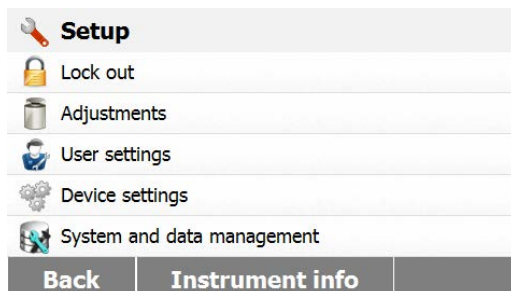 Setup
Lock out
Adjustments
User settings
Device settings
System and data management
Back Instrument info